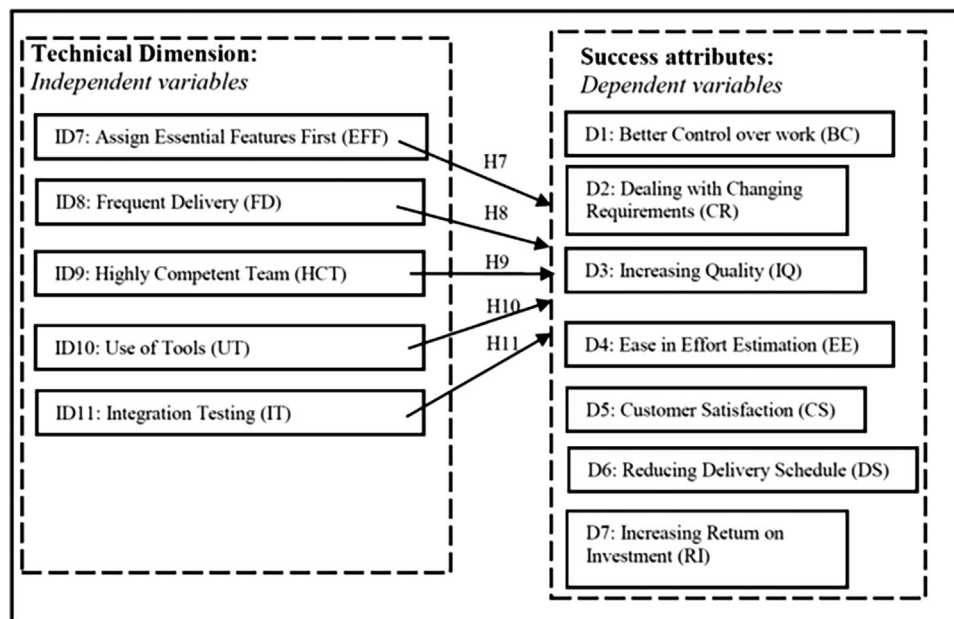 Technical Dimension:
Independent variables
ID7: Assign Essential Features First (EFF)
ID8: Frequent Delivery (FD)
ID9: Highly Competent Team (HCT)
ID10: Use of Tools (UT)
ID11: Integration Testing (IT)
H7
H8
H9
H10
H11
Success attributes:
Dependent variables
D1: Better Control over work (BC)
D2: Dealing with Changing
Requirements (CR)
D3: Increasing Quality (IQ)
D4: Ease in Effort Estimation (EE)
D5: Customer Satisfaction (CS)
D6: Reducing Delivery Schedule (DS)
D7: Increasing Return on
Investment (RI)